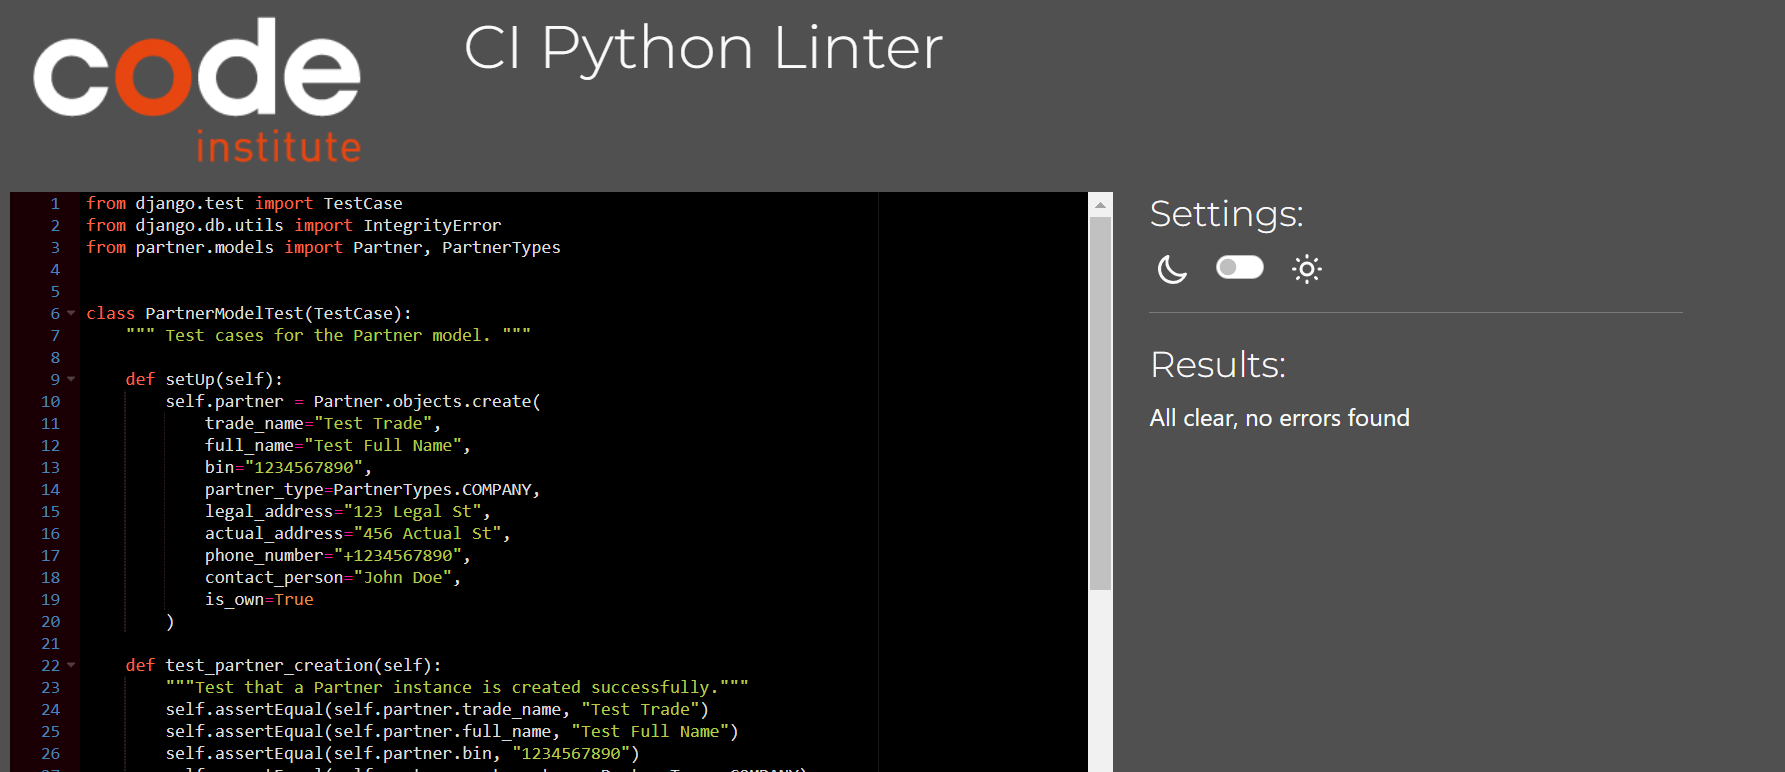 code
institute
CI Python Linter
1 from django.test import TestCase
2 from django.db.utils import IntegrityError
3 from partner.models import Partner, PartnerTypes
4
5
6 class PartnerModelTest(TestCase):
7     """ Test cases for the Partner model. """
8
9     def setUp(self):
10         self.partner = Partner.objects.create(
11             trade_name="Test Trade",
12             full_name="Test Full Name",
13             bin="1234567890",
14             partner_type=PartnerTypes.COMPANY,
15             legal_address="123 Legal St",
16             actual_address="456 Actual St",
17             phone_number="+1234567890",
18             contact_person="John Doe",
19             is_own=True
20         )
21
22     def test_partner_creation(self):
23         """Test that a Partner instance is created successfully."""
24         self.assertEqual(self.partner.trade_name, "Test Trade")
25         self.assertEqual(self.partner.full_name, "Test Full Name")
26         self.assertEqual(self.partner.bin, "1234567890")
Settings:
Results:
All clear, no errors found